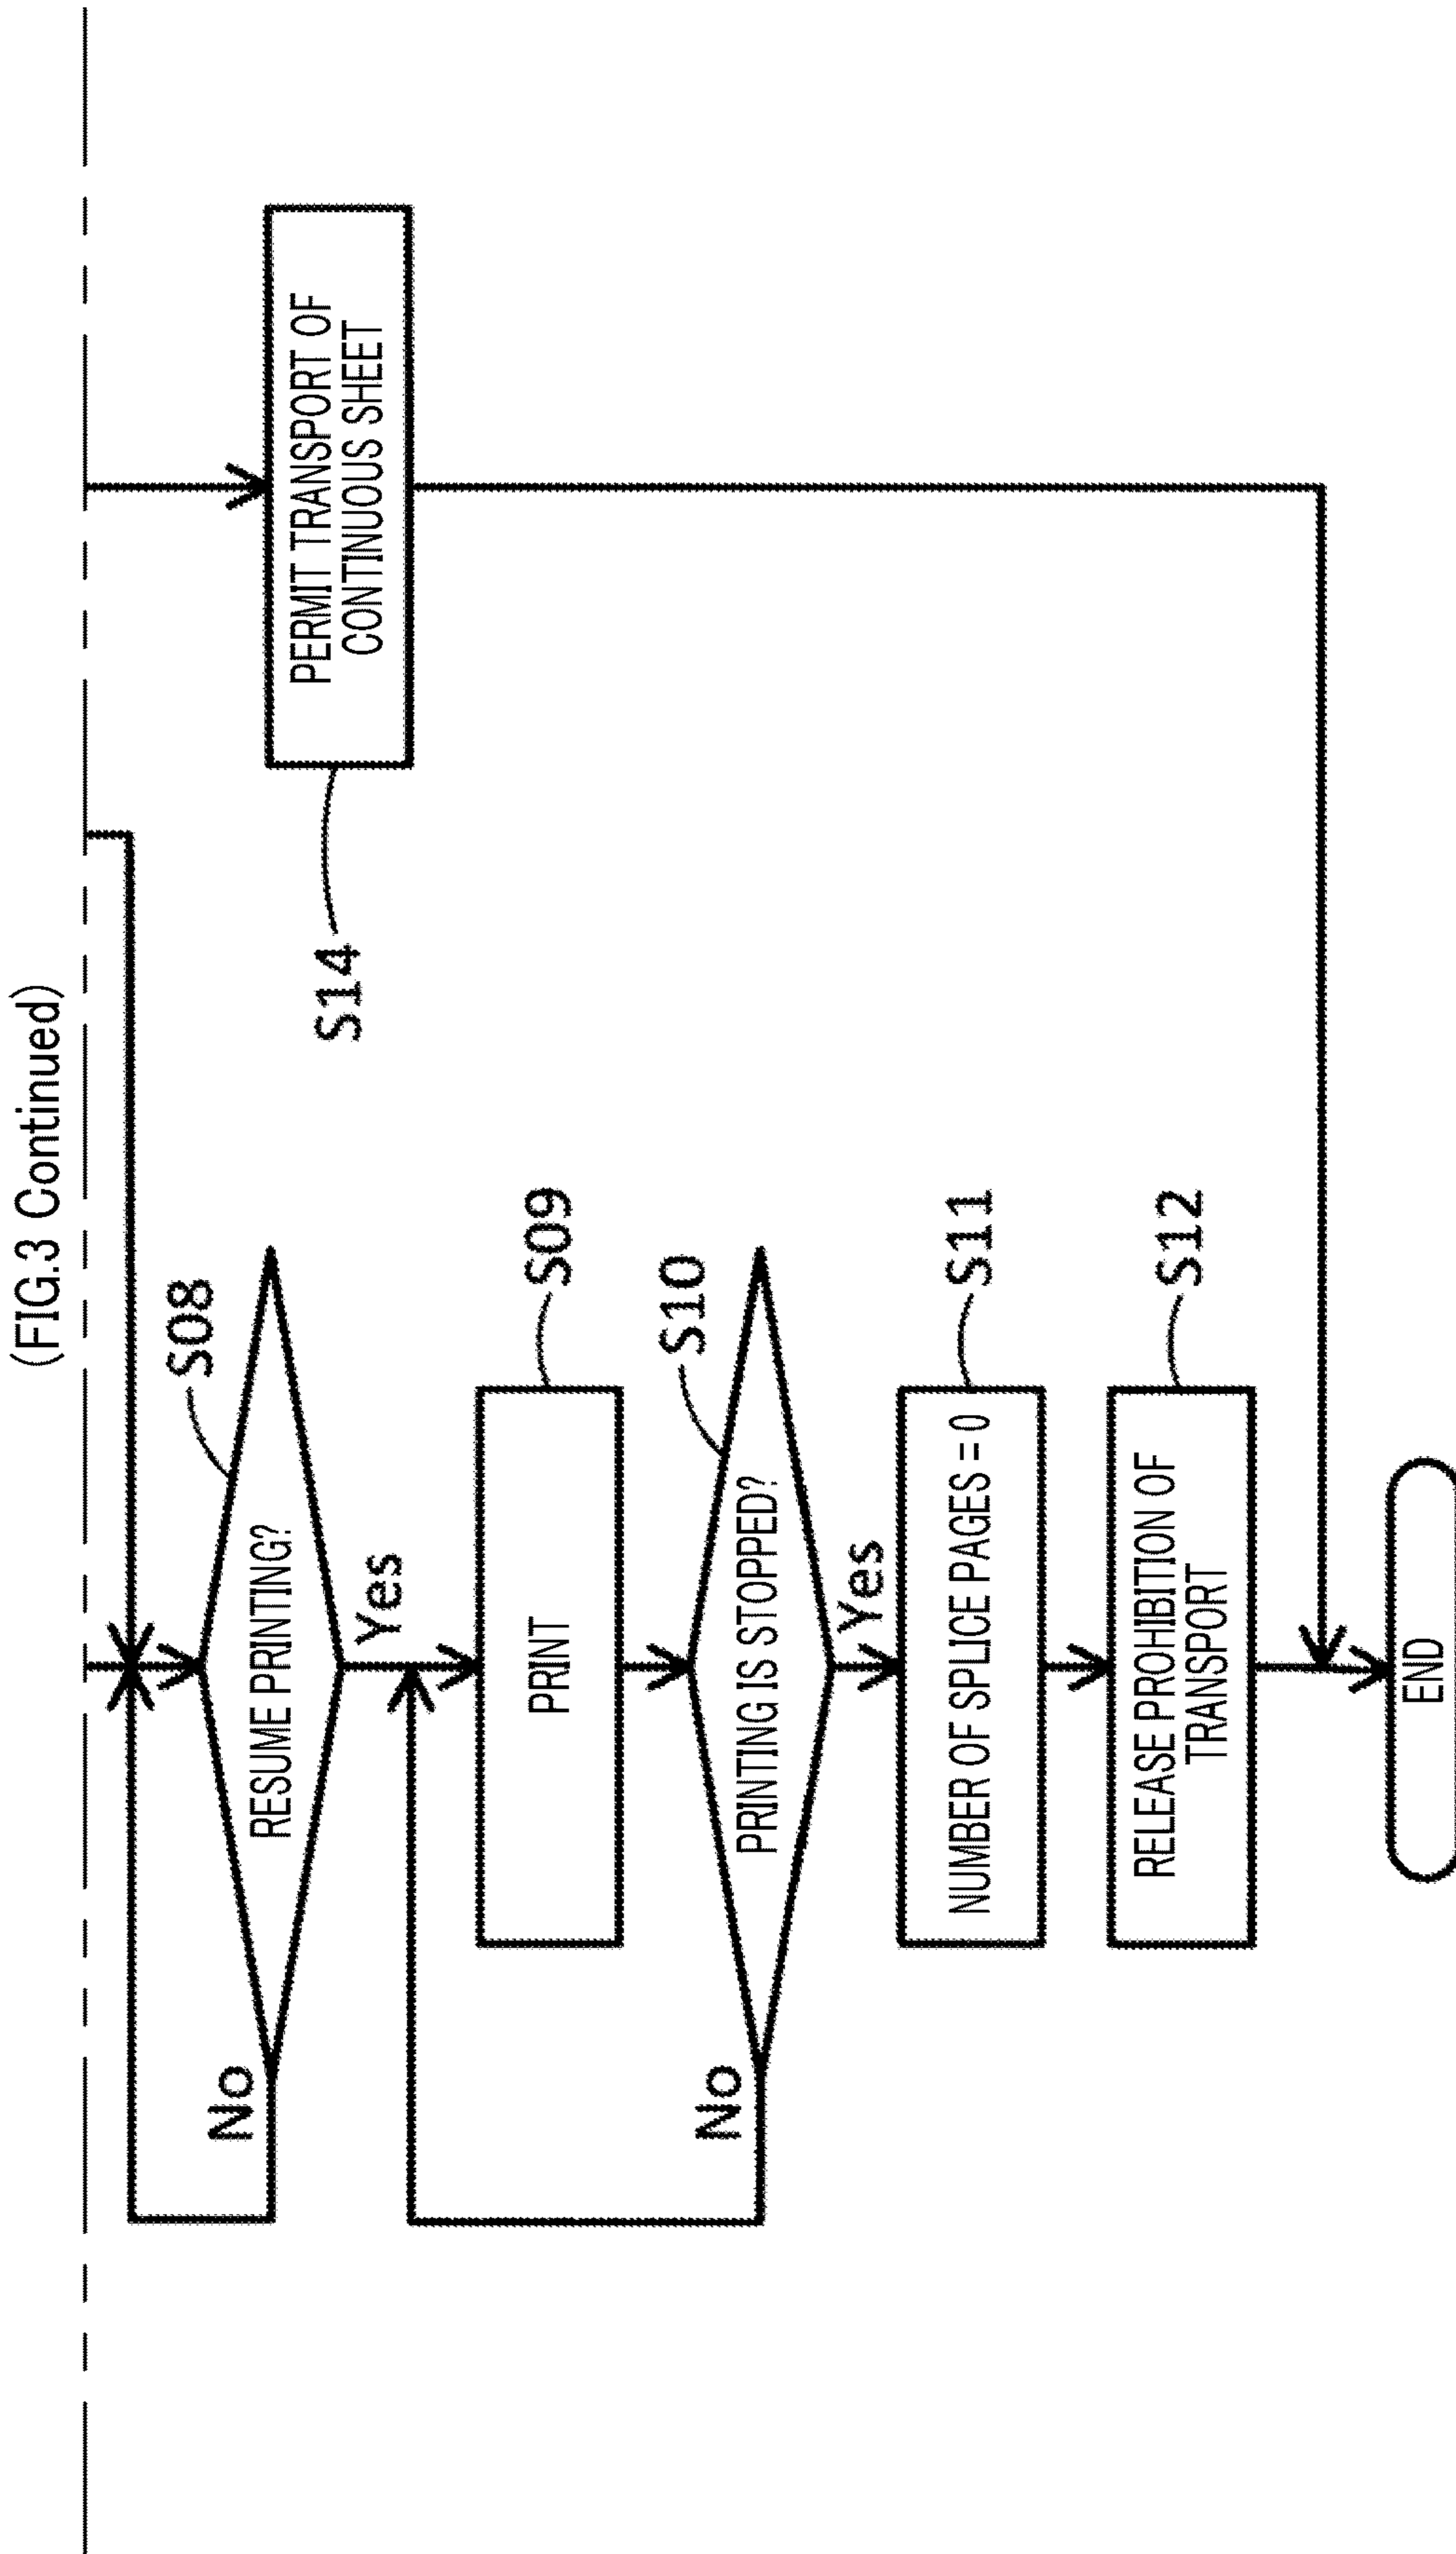 (FIG.3 Continued)
S08
RESUME PRINTING?
No
Yes
S09
PRINT
S10
PRINTING IS STOPPED?
No
Yes
S11
NUMBER OF SPLICE PAGES = 0
S12
RELEASE PROHIBITION OF
TRANSPORT
END
PERMIT TRANSPORT OF
CONTINUOUS SHEET
S14